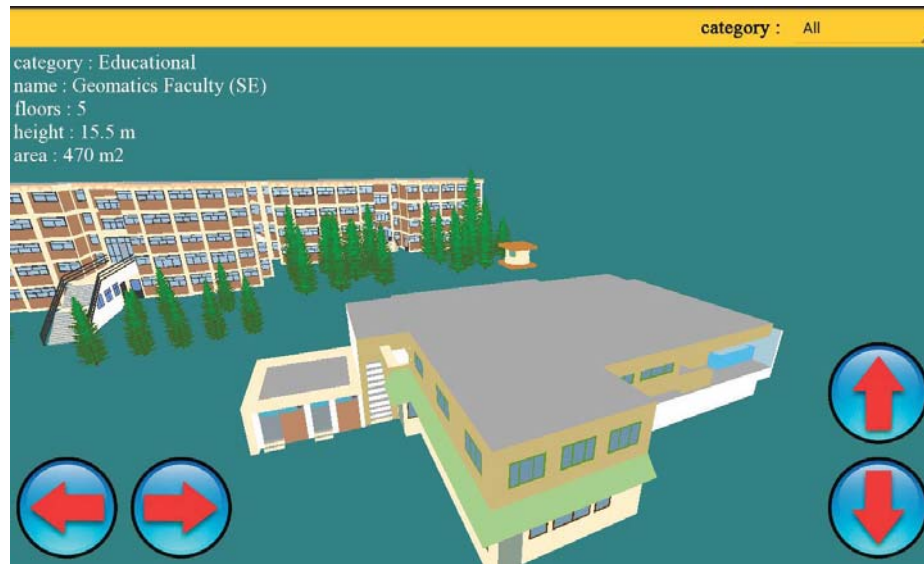 category : All
category : Educational
name : Geomatics Faculty (SE)
floors : 5
height : 15.5 m
area : 470 m2